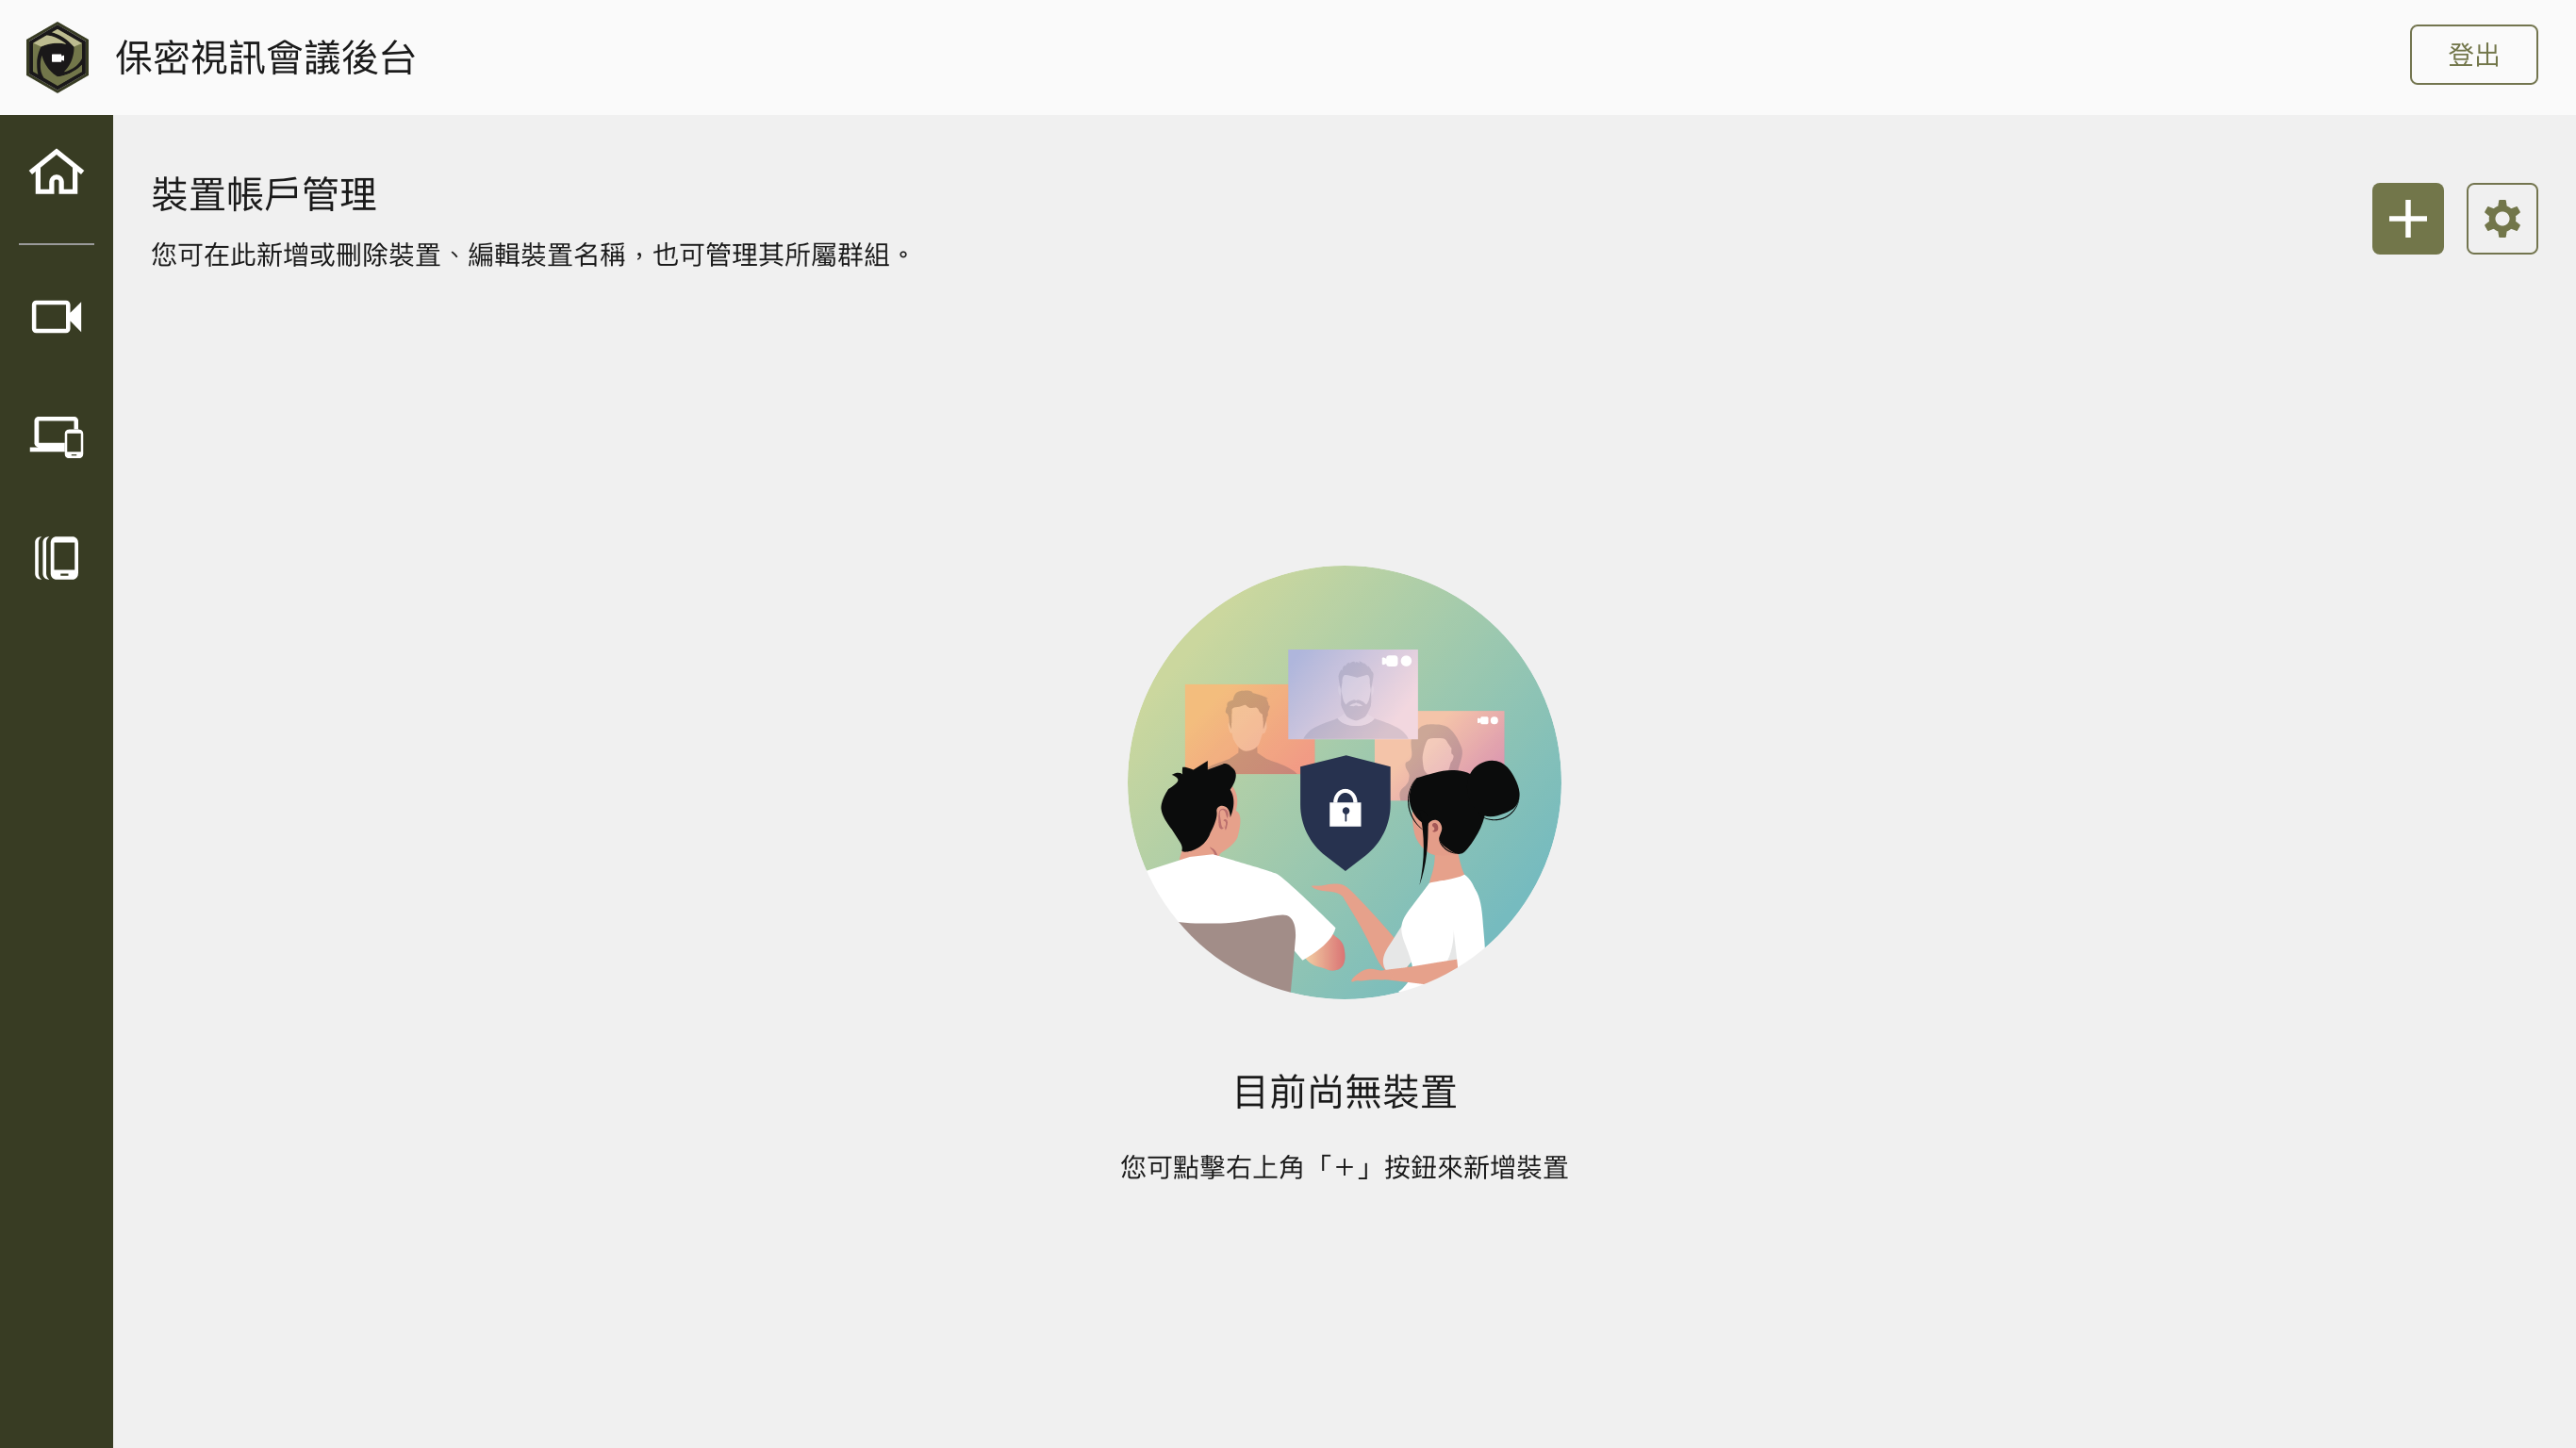 保密視訊會議後台
登出
裝置帳戶管理
您可在此新增或刪除裝置、編輯裝置名稱，也可管理其所屬群組。
目前尚無裝置
您可點擊右上角「＋」按鈕來新增裝置